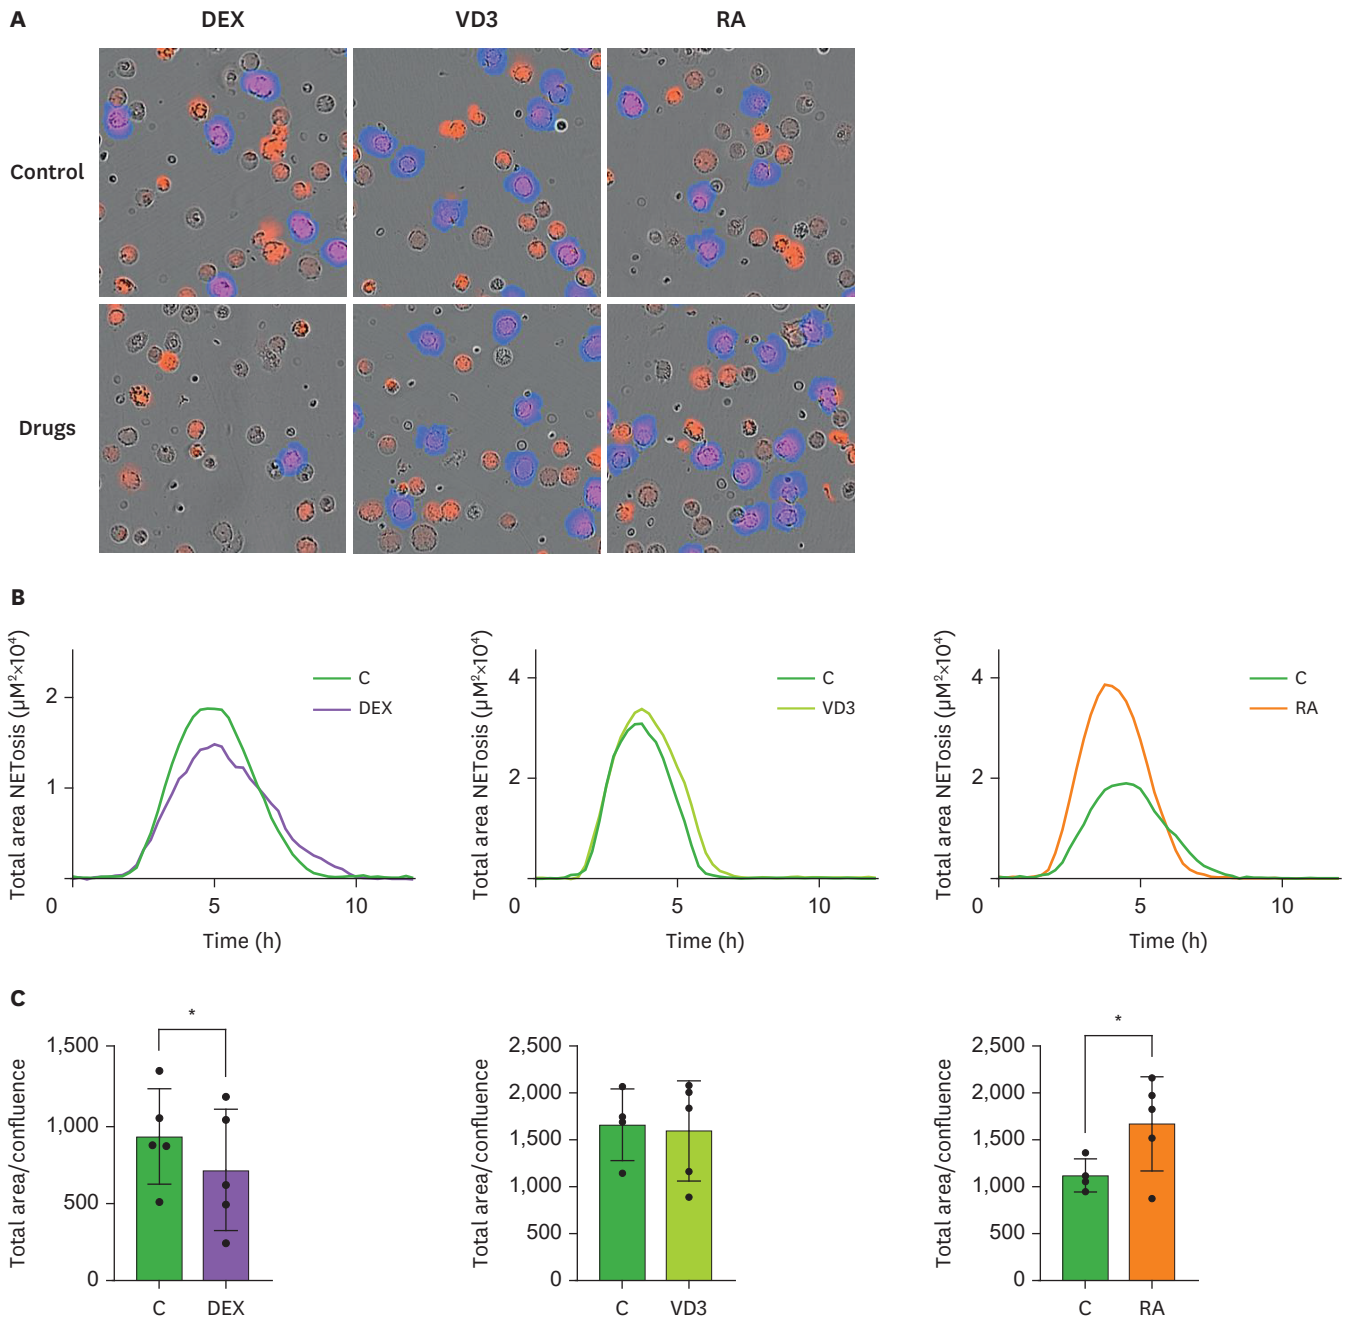 A
DEX VD3 RA
Control
Drugs
B
Total area NETosis (µM²×10⁴)
2
1
0 5 10
Time (h)
C
DEX
Total area NETosis (µM²×10⁴)
4
2
0 5 10
Time (h)
C
VD3
Total area NETosis (µM²×10⁴)
4
2
0 5 10
Time (h)
C
RA
C
Total area/confluence
1,500
1,000
500
0
*
C DEX
Total area/confluence
2,500
2,000
1,500
1,000
500
0
C VD3
Total area/confluence
2,500
2,000
1,500
1,000
500
0
*
C RA